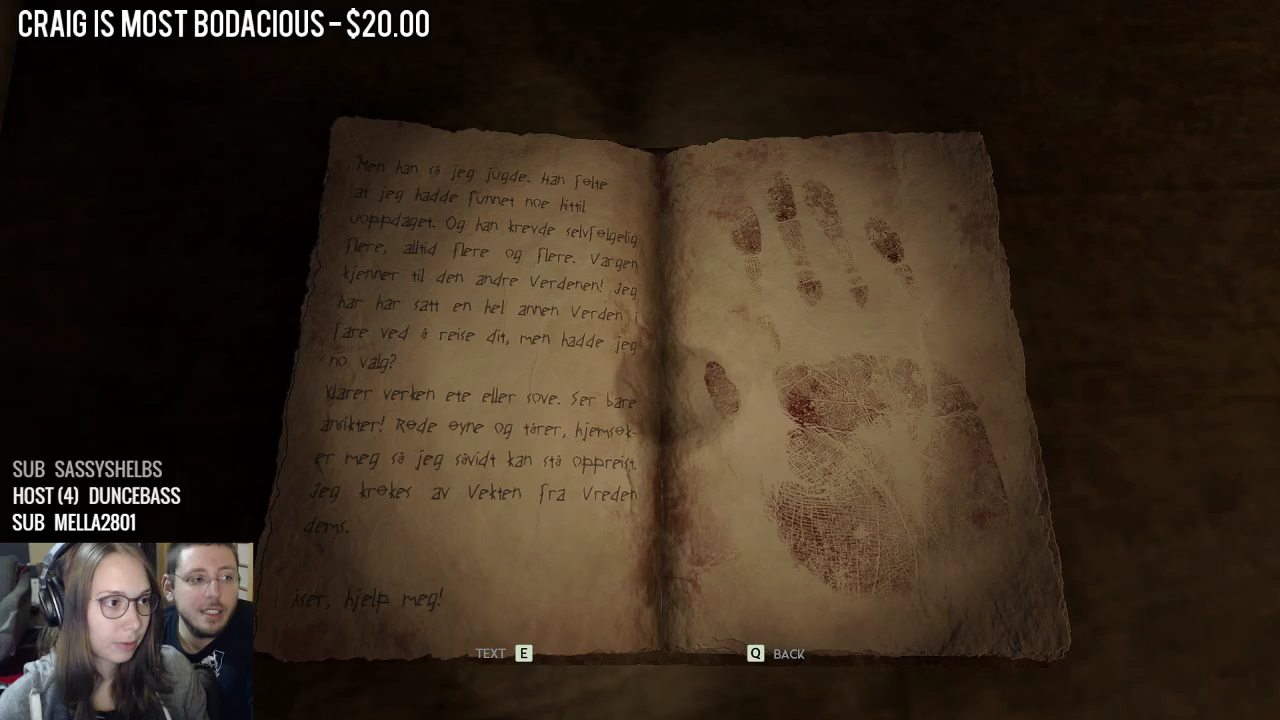 CRAIG IS MOST BODACIOUS - $20.00
Men han så jeg jugde. Han følte
at jeg hadde funnet noe hittil
uoppdaget. Og han krevde selvfølgelig
flere, alltid flere og flere. Vargen
kjenner til den andre Verdenen! Jeg
har har satt en hel annen Verden i
fare ved å reise dit, men hadde jeg
no valg?
Klarer verken ete eller sove. Ser bare
ansikter! Røde øyne og tårer, hjemsøk-
er meg så jeg såvidt kan stå oppreist.
Jeg krøkes av Vekten fra Vreden
dems.
Æser, hjelp meg!
SUB SASSYSHELBS
HOST (4) DUNCEBASS
SUB MELLA2801
TEXT E
Q BACK